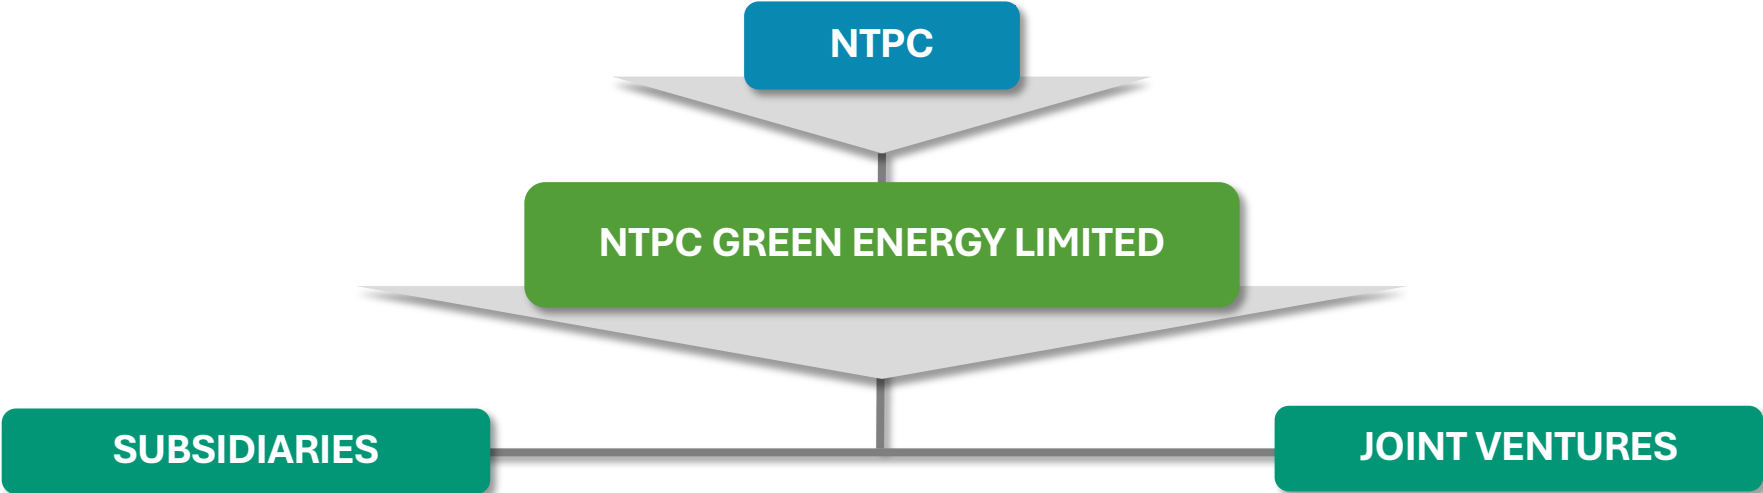 NTPC
NTPC GREEN ENERGY LIMITED
SUBSIDIARIES
JOINT VENTURES